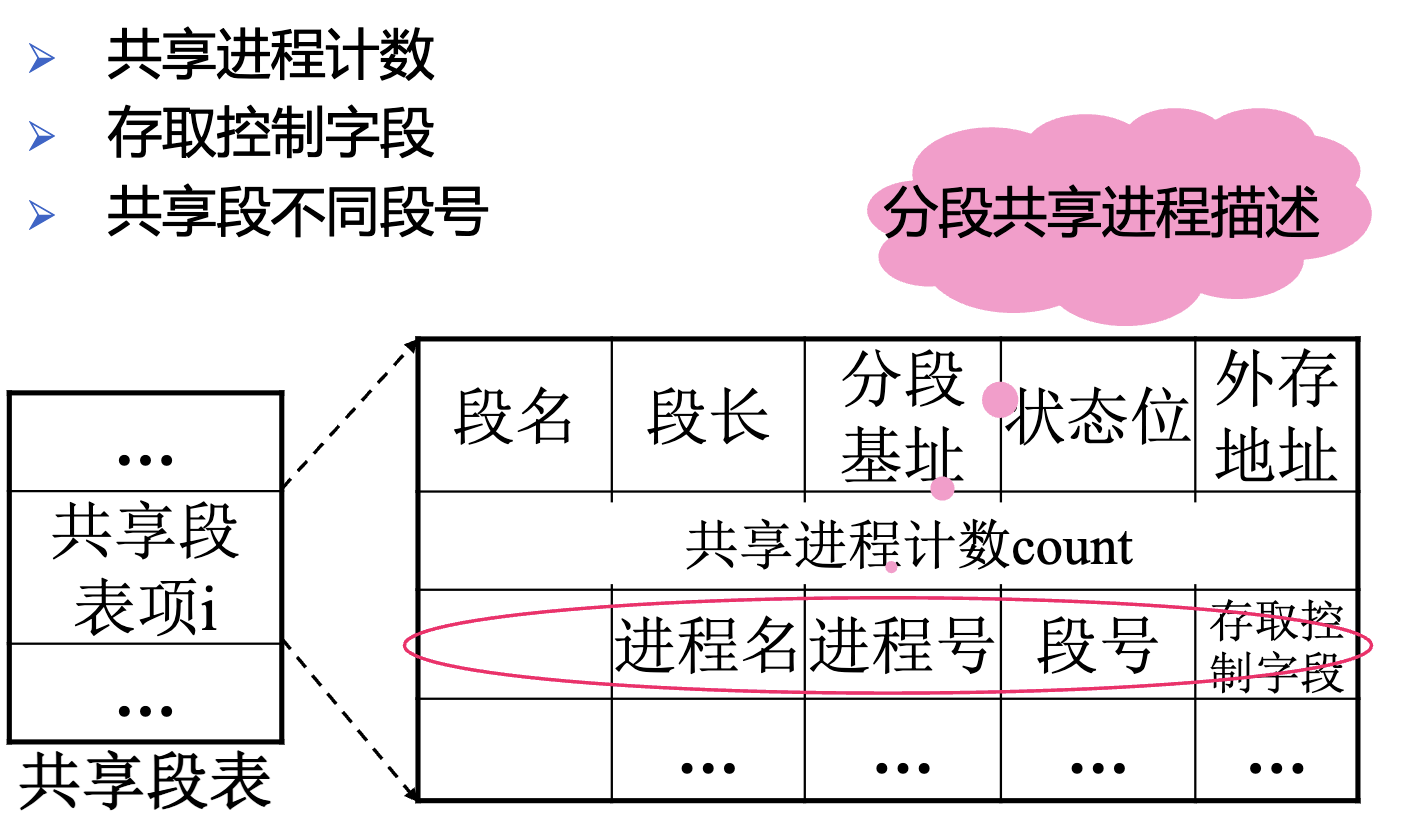 共享进程计数
存取控制字段
共享段不同段号
分段共享进程描述
...
共享段
表项i
...
共享段表
段名 段长 分段基址 状态位 外存地址
共享进程计数count
进程名 进程号 段号 存取控制字段
... ... ... ...